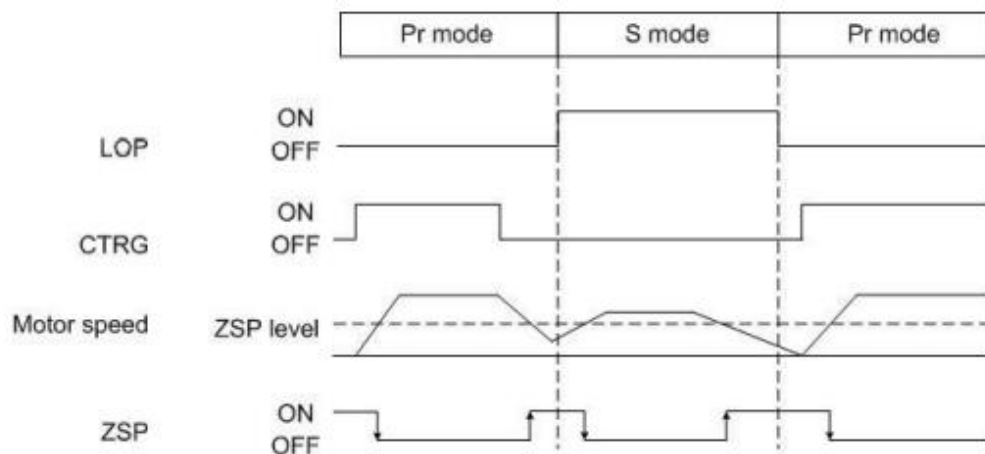 Pr mode S mode Pr mode
ON
LOP OFF
ON
CTRG OFF
Motor speed ZSP level
ON
ZSP OFF